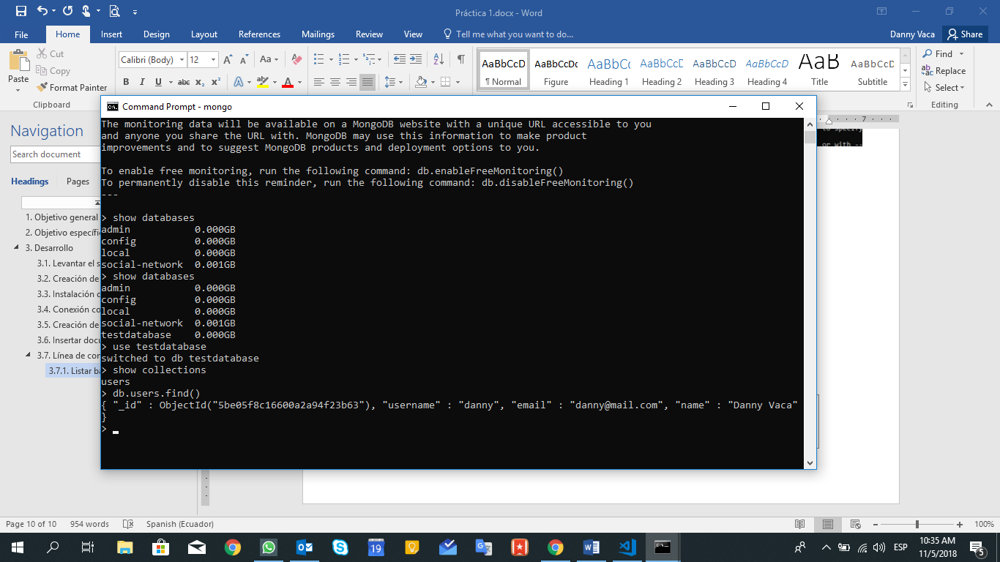 Práctica 1.docx - Word
File Home Insert Design Layout References Mailings Review View Tell me what you want to do... Danny Vaca Share
Cut
Copy
Format Painter
Paste
Clipboard
Calibri (Body) 12
AaBbCcD AaBbCcDc AaBbCc AaBbCcD AaBbCcD AaBbCcD AaB AaBbCcD
¶ Normal Figure Heading 1 Heading 2 Heading 3 Heading 4 Title Subtitle
Find
Replace
Select
Editing
Command Prompt - mongo
The monitoring data will be available on a MongoDB website with a unique URL accessible to you
and anyone you share the URL with. MongoDB may use this information to make product
improvements and to suggest MongoDB products and deployment options to you.
To enable free monitoring, run the following command: db.enableFreeMonitoring()
To permanently disable this reminder, run the following command: db.disableFreeMonitoring()
---
> show databases
admin 0.000GB
config 0.000GB
local 0.000GB
social-network 0.001GB
> show databases
admin 0.000GB
config 0.000GB
local 0.000GB
social-network 0.001GB
testdatabase 0.000GB
> use testdatabase
switched to db testdatabase
> show collections
users
> db.users.find()
{ "_id" : ObjectId("5be05f8c16600a2a94f23b63"), "username" : "danny", "email" : "danny@mail.com", "name" : "Danny Vaca"
}
>
Navigation
Search document
Headings Pages
1. Objetivo general
2. Objetivo específi
3. Desarrollo
3.1. Levantar el s
3.2. Creación de
3.3. Instalación d
3.4. Conexión co
3.5. Creación de
3.6. Insertar docu
3.7. Línea de con
3.7.1. Listar ba
7
or with --
Page 10 of 10 954 words Spanish (Ecuador) 100%
19
ESP
10:35 AM
11/5/2018
5